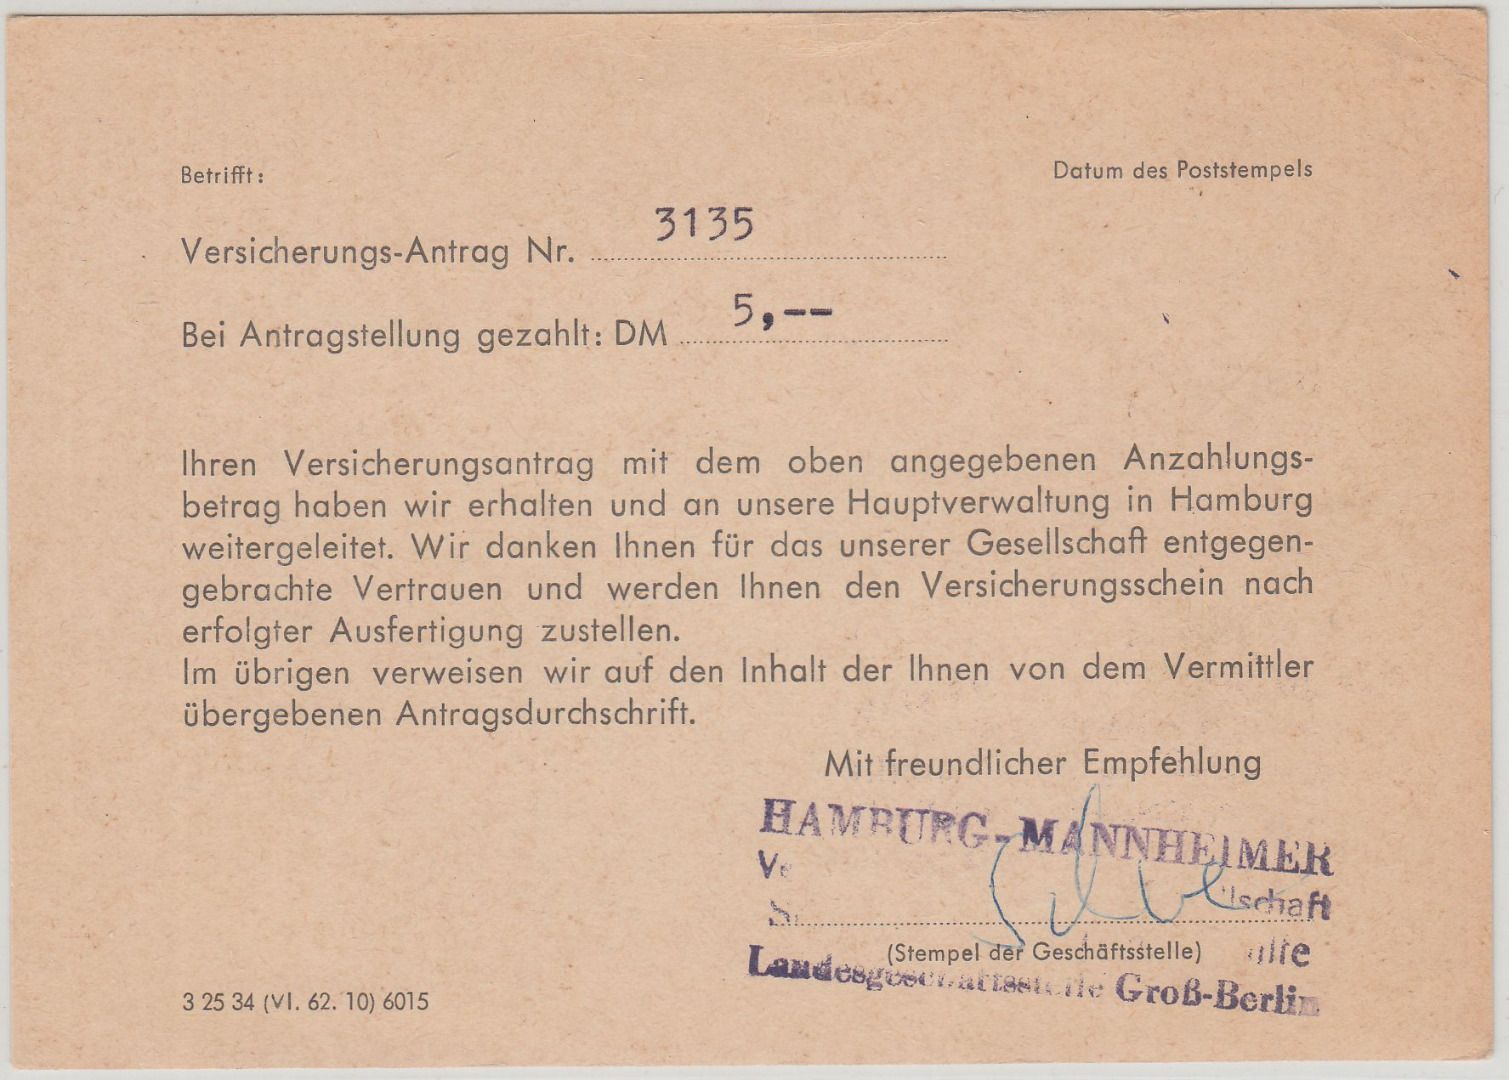 Betrifft:
Datum des Poststempels
Versicherungs-Antrag Nr. 3135
Bei Antragstellung gezahlt: DM 5,--
Ihren Versicherungsantrag mit dem oben angegebenen Anzahlungs-
betrag haben wir erhalten und an unsere Hauptverwaltung in Hamburg
weitergeleitet. Wir danken Ihnen für das unserer Gesellschaft entgegen-
gebrachte Vertrauen und werden Ihnen den Versicherungsschein nach
erfolgter Ausfertigung zustellen.
Im übrigen verweisen wir auf den Inhalt der Ihnen von dem Vermittler
übergebenen Antragsdurchschrift.
Mit freundlicher Empfehlung
HAMBURG-MANNHEIMER
(Stempel der Geschäftsstelle)
Landesgeschäftsstelle Groß-Berlin
3 25 34 (VI. 62. 10) 6015